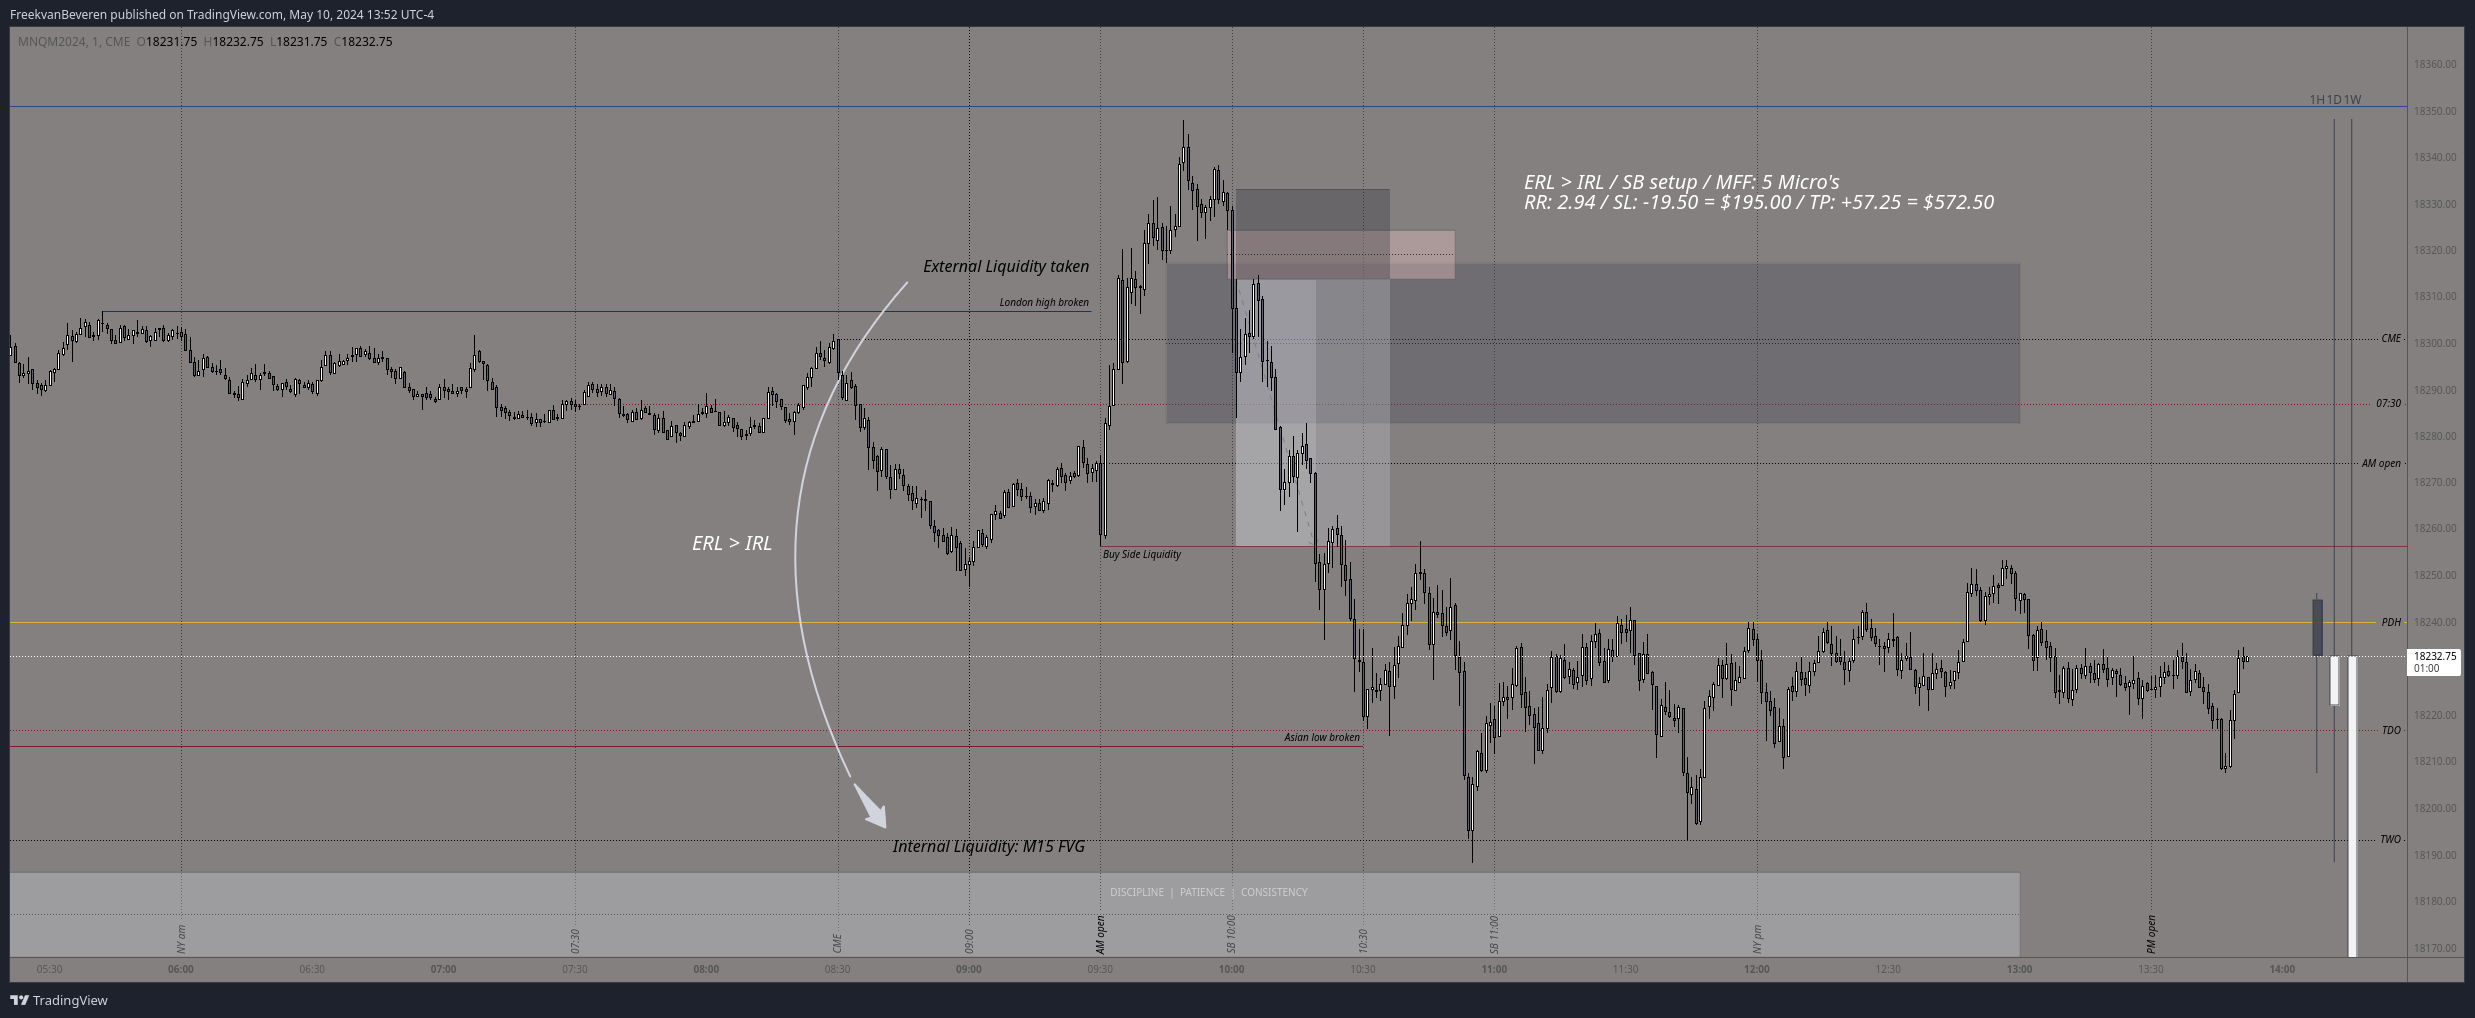 FreekvanBeveren published on TradingView.com, May 10, 2024 13:52 UTC-4
MNQM2024, 1, CME O18231.75 H18232.75 L18231.75 C18232.75
18360.00
1H 1D 1W
18350.00
18340.00
ERL > IRL / SB setup / MFF: 5 Micro's
RR: 2.94 / SL: -19.50 = $195.00 / TP: +57.25 = $572.50
18330.00
18320.00
External Liquidity taken
18310.00
London high broken
CME
18300.00
18290.00
07:30
18280.00
AM open
18270.00
18260.00
ERL > IRL
Buy Side Liquidity
18250.00
PDH
18240.00
18232.75
01:00
18220.00
TDO
Asian low broken
18210.00
18200.00
TWO
Internal Liquidity: M15 FVG
18190.00
DISCIPLINE | PATIENCE | CONSISTENCY
18180.00
18170.00
NY am
07:30
CME
09:00
AM open
SB 10:00
10:30
SB 11:00
NY pm
PM open
05:30 06:00 06:30 07:00 07:30 08:00 08:30 09:00 09:30 10:00 10:30 11:00 11:30 12:00 12:30 13:00 13:30 14:00
TradingView